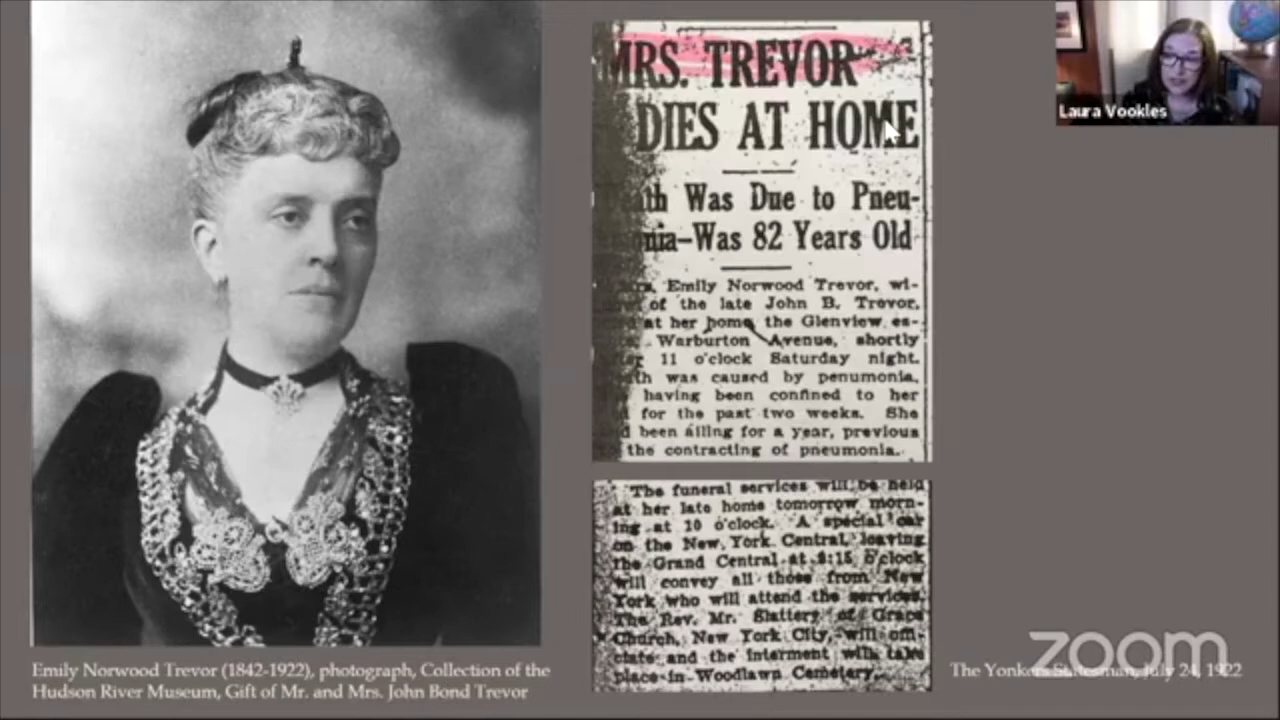 MRS. TREVOR
DIES AT HOME
Was Due to Pneu-
Was 82 Years Old
Emily Norwood Trevor, wi-
of the late John B. Trevor,
at her home, the Glenview es-
Warburton Avenue, shortly
11 o'clock Saturday night.
was caused by penumonia,
having been confined to her
for the past two weeks. She
been ailing for a year, previous
the contracting of pneumonia.
The funeral services will be held
at her late home tomorrow morn-
ing at 10 o'clock. A special car
on the New York Central, leaving
the Grand Central at 9:15 o'clock
will convey all those from New
York who will attend the services.
The Rev. Mr. Slattery of Grace
Church, New York City, will offi-
ciate and the interment will take
place in Woodlawn Cemetery.
Laura Vookles
zoom
Emily Norwood Trevor (1842-1922), photograph, Collection of the
Hudson River Museum, Gift of Mr. and Mrs. John Bond Trevor
The Yonkers Statesman, July 24, 1922